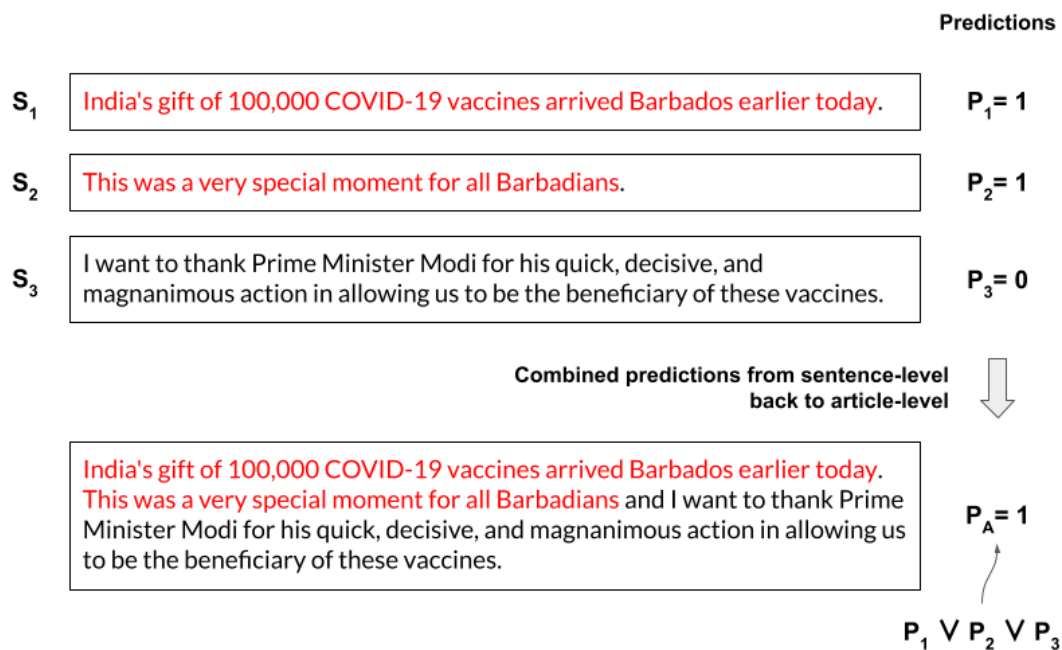 Predictions
S1 India's gift of 100,000 COVID-19 vaccines arrived Barbados earlier today. P1= 1
S2 This was a very special moment for all Barbadians. P2= 1
S3 I want to thank Prime Minister Modi for his quick, decisive, and
magnanimous action in allowing us to be the beneficiary of these vaccines. P3= 0
Combined predictions from sentence-level
back to article-level
India's gift of 100,000 COVID-19 vaccines arrived Barbados earlier today.
This was a very special moment for all Barbadians and I want to thank Prime
Minister Modi for his quick, decisive, and magnanimous action in allowing us
to be the beneficiary of these vaccines.
PA= 1
P1 ∨ P2 ∨ P3